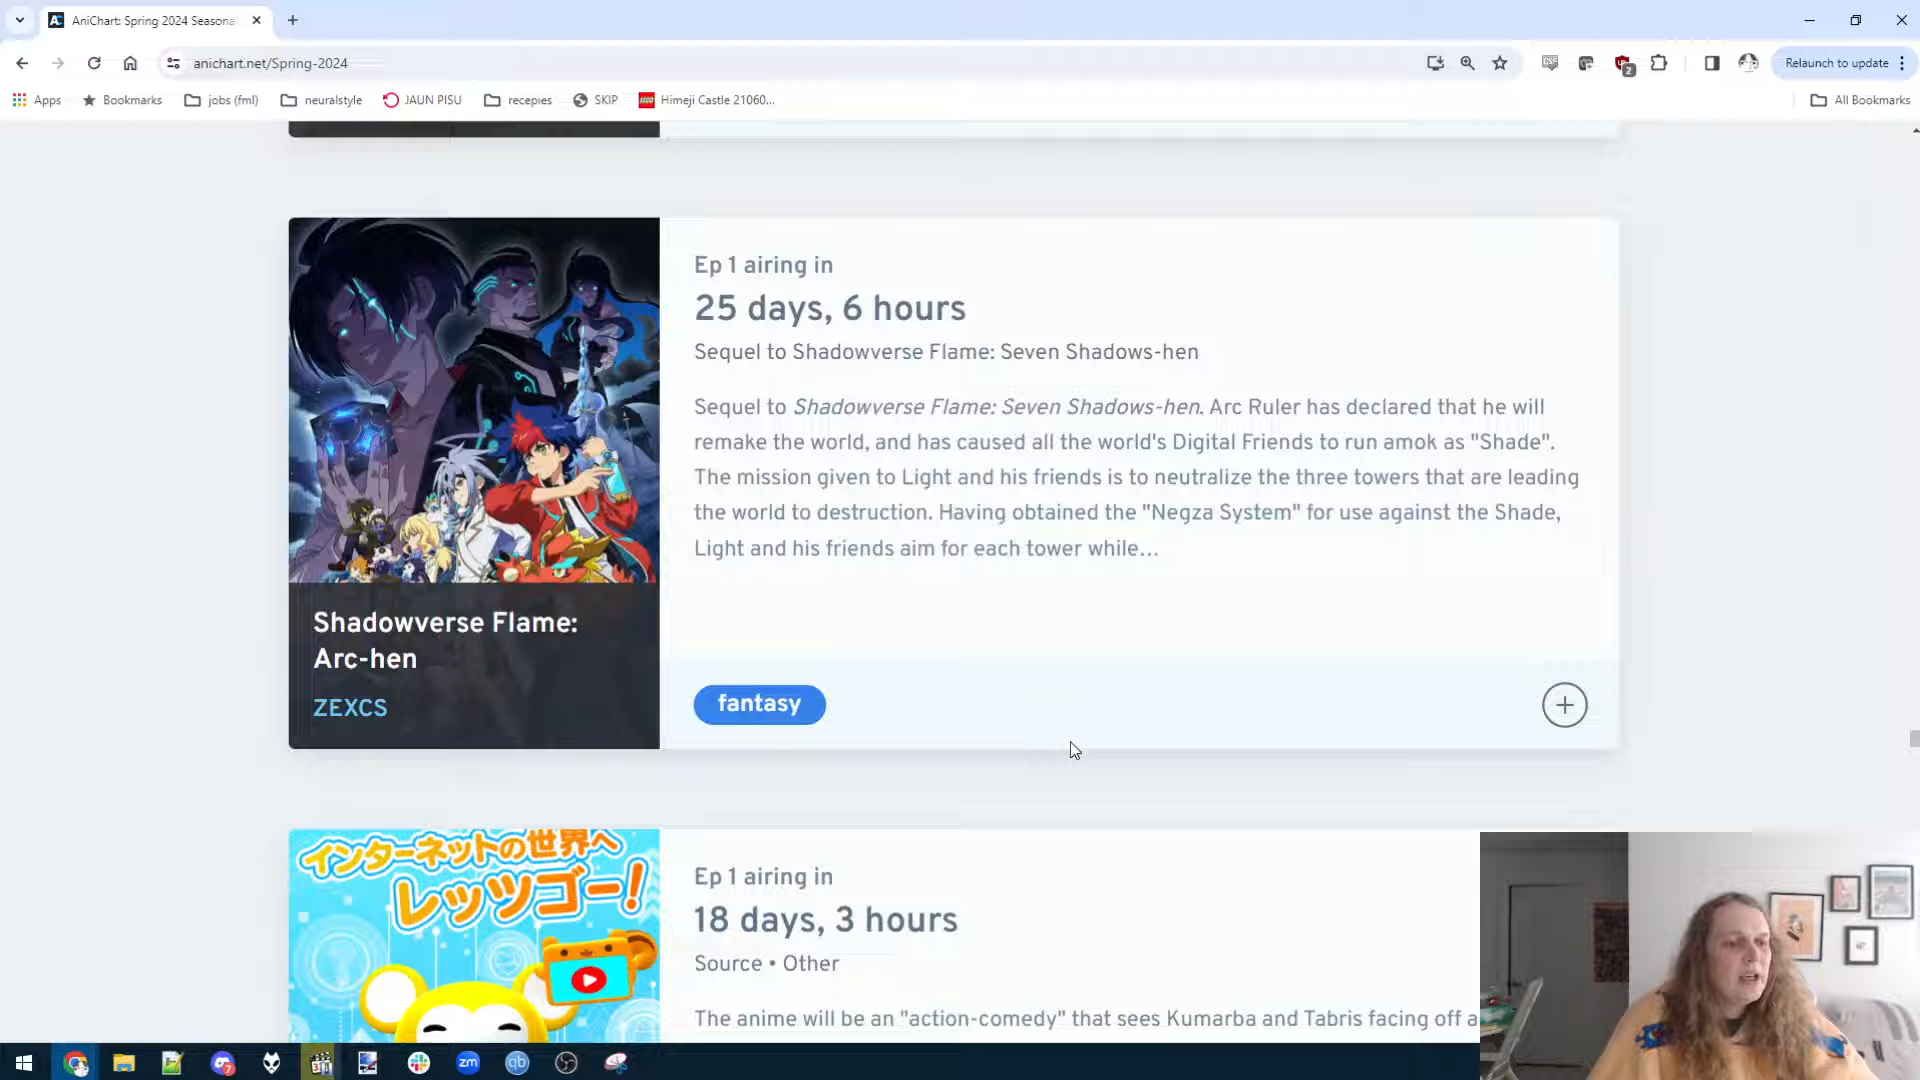 AniChart: Spring 2024 Seasona
anichart.net/Spring-2024
2
Relaunch to update
Apps
Bookmarks
jobs (fml)
neuralstyle
JAUN PISU
recepies
SKIP
Himeji Castle 21060...
All Bookmarks
Ep 1 airing in
25 days, 6 hours
Sequel to Shadowverse Flame: Seven Shadows-hen
Sequel to Shadowverse Flame: Seven Shadows-hen. Arc Ruler has declared that he will
remake the world, and has caused all the world's Digital Friends to run amok as "Shade".
The mission given to Light and his friends is to neutralize the three towers that are leading
the world to destruction. Having obtained the "Negza System" for use against the Shade,
Light and his friends aim for each tower while…
Shadowverse Flame:
Arc-hen
ZEXCS
fantasy
インターネットの世界へ
レッツゴー!
Ep 1 airing in
18 days, 3 hours
Source • Other
The anime will be an "action-comedy" that sees Kumarba and Tabris facing off a
7
zm
qb